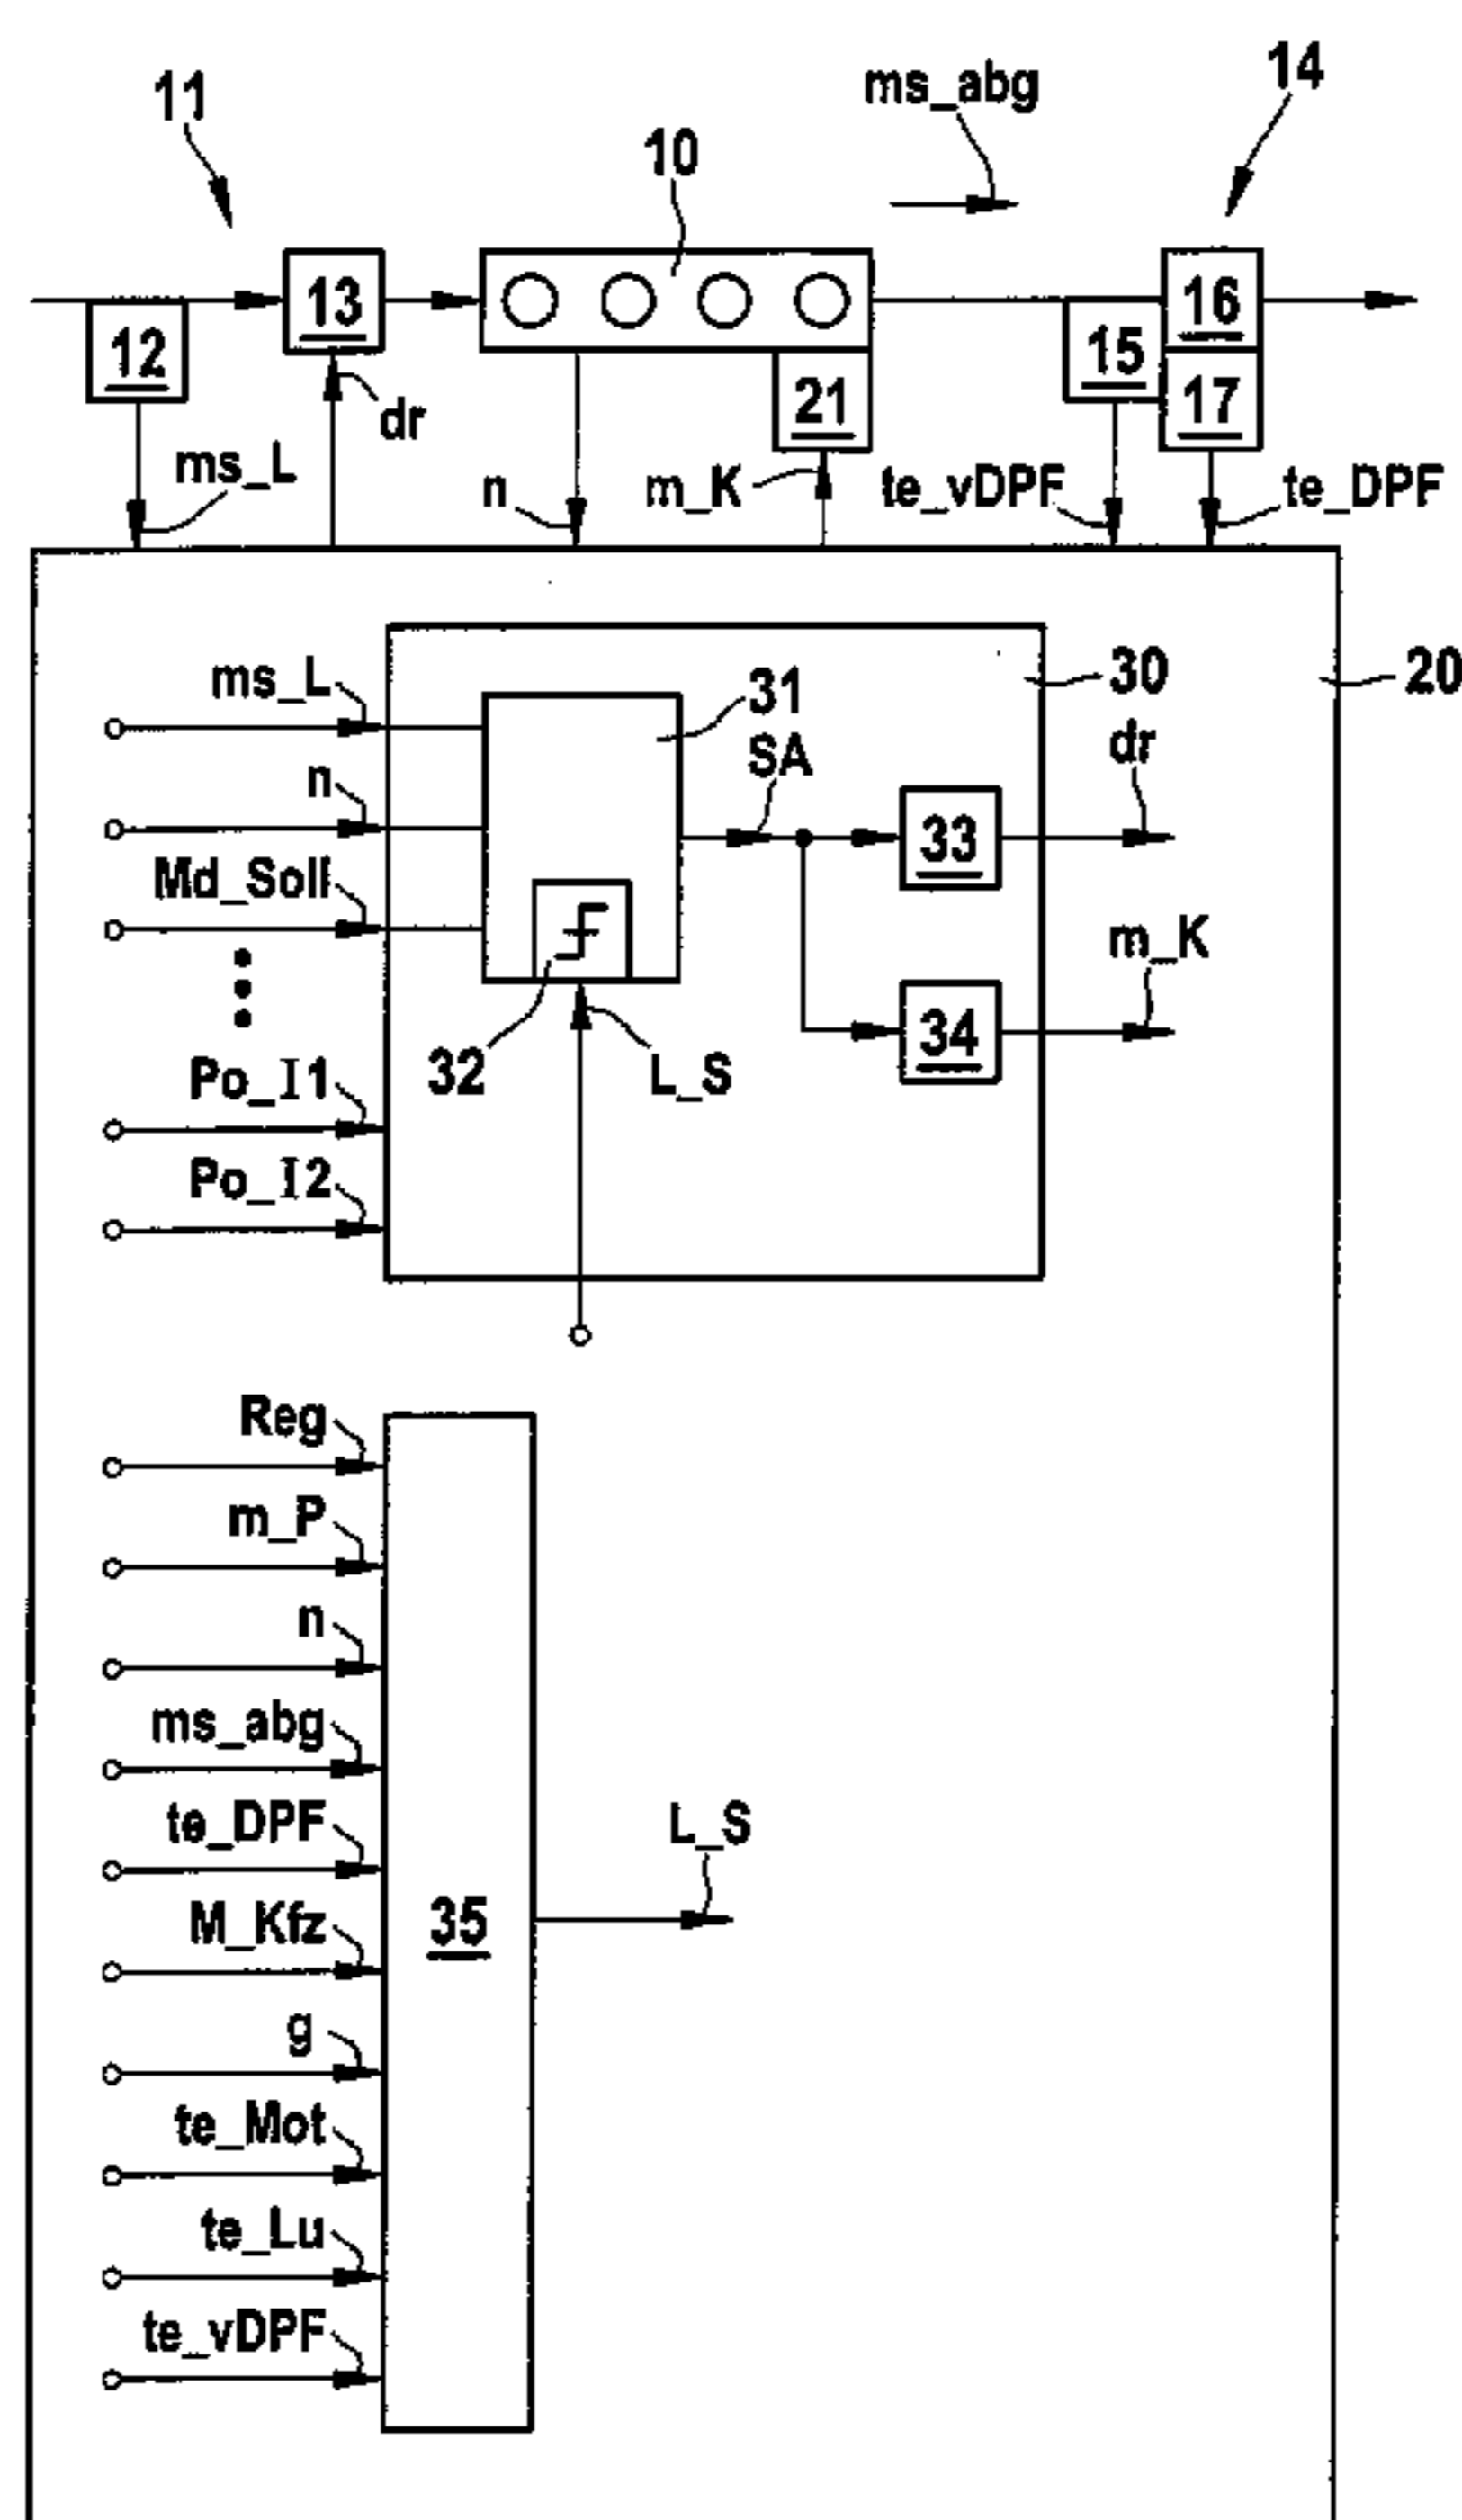 11
10
ms_abg
14
13
12
16
15
17
21
dr
ms_L
n
m_K
te_vDPF
te_DPF
ms_L
31
30
20
SA
dr
n
33
Md_Soll
m_K
34
32
L_S
Po_I1
Po_I2
Reg
m_P
n
ms_abg
te_DPF
L_S
M_Kfz
35
g
te_Mot
te_Lu
te_vDPF